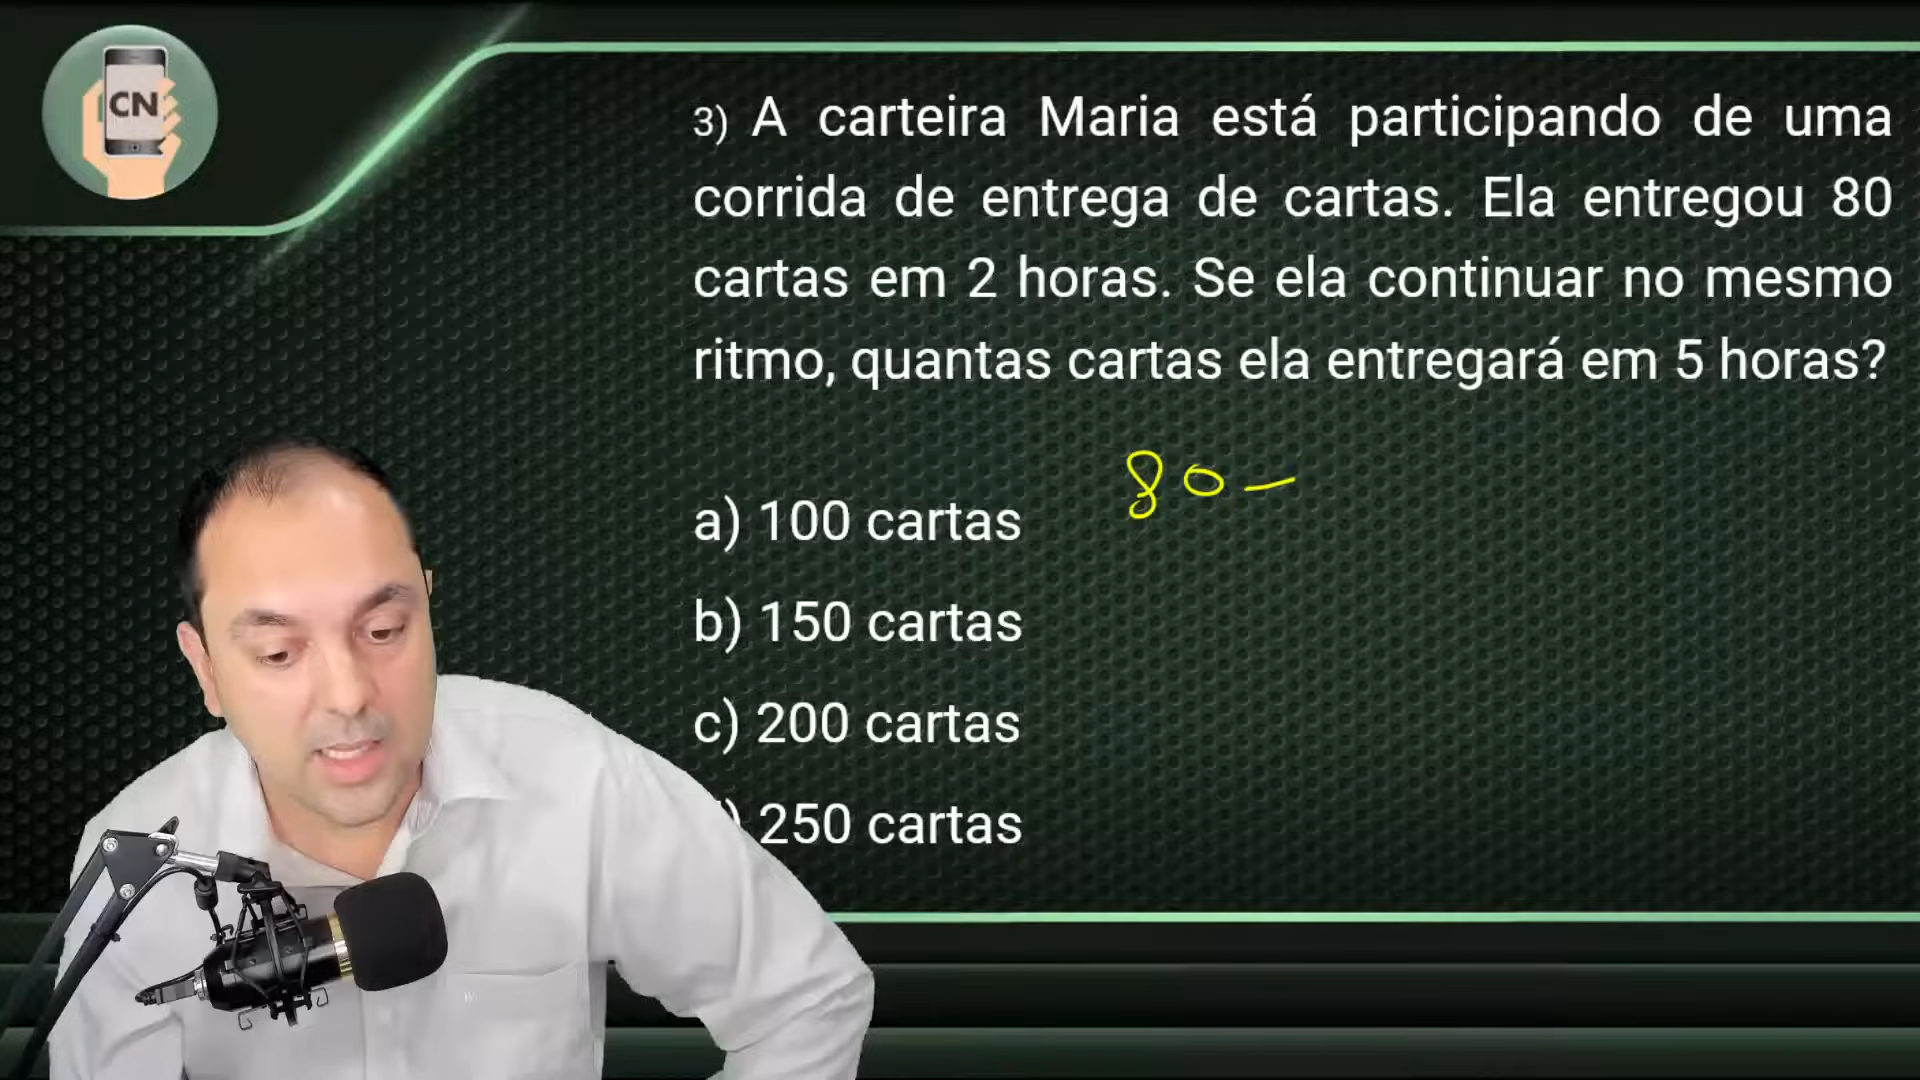 CN
3) A carteira Maria está participando de uma
corrida de entrega de cartas. Ela entregou 80
cartas em 2 horas. Se ela continuar no mesmo
ritmo, quantas cartas ela entregará em 5 horas?
80 —
a) 100 cartas
b) 150 cartas
c) 200 cartas
) 250 cartas